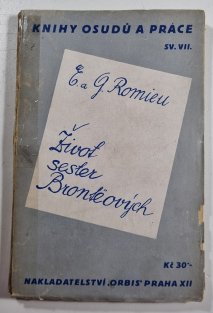 KNIHY OSUDŮ A PRÁCE
SV. VII.
E a G. Romieu
Život
sester
Brontëových
Kč 30'-
NAKLADATELSTVÍ „ORBIS" PRAHA XII